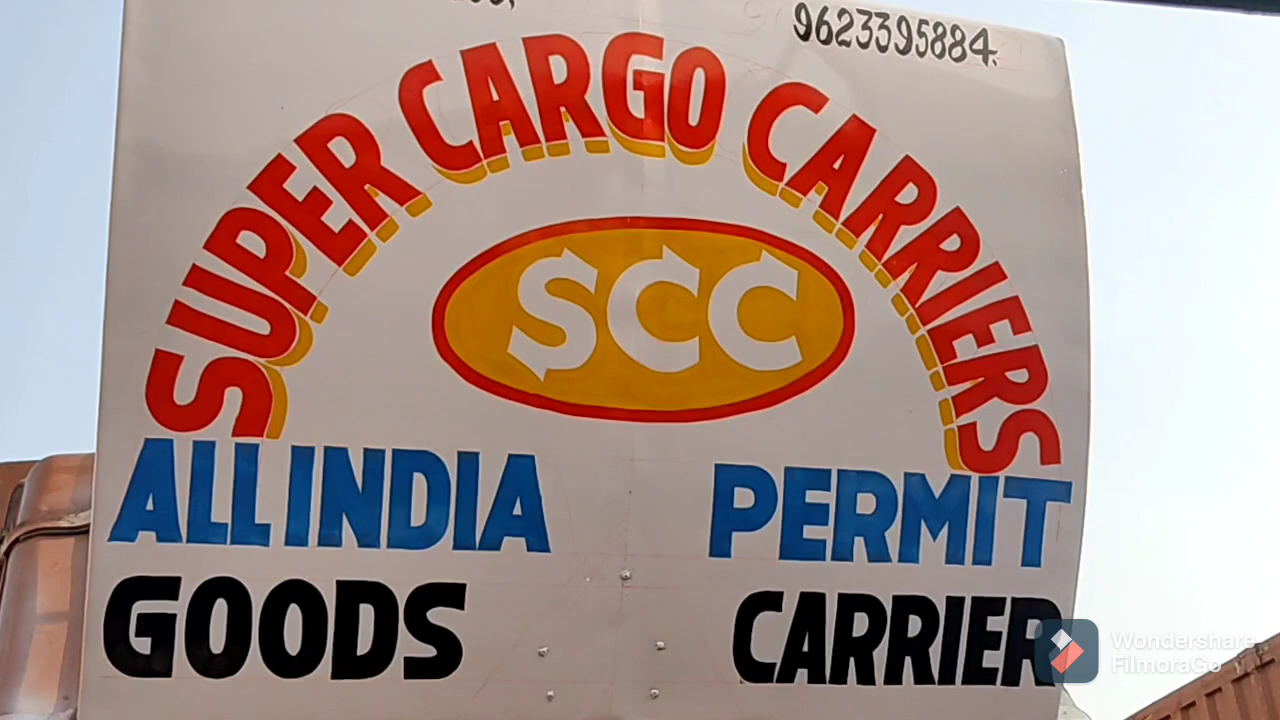 9623395884.
SUPER CARGO CARRIERS
SCC
ALL INDIA PERMIT
GOODS CARRIER
Wondershare
FilmoraGo